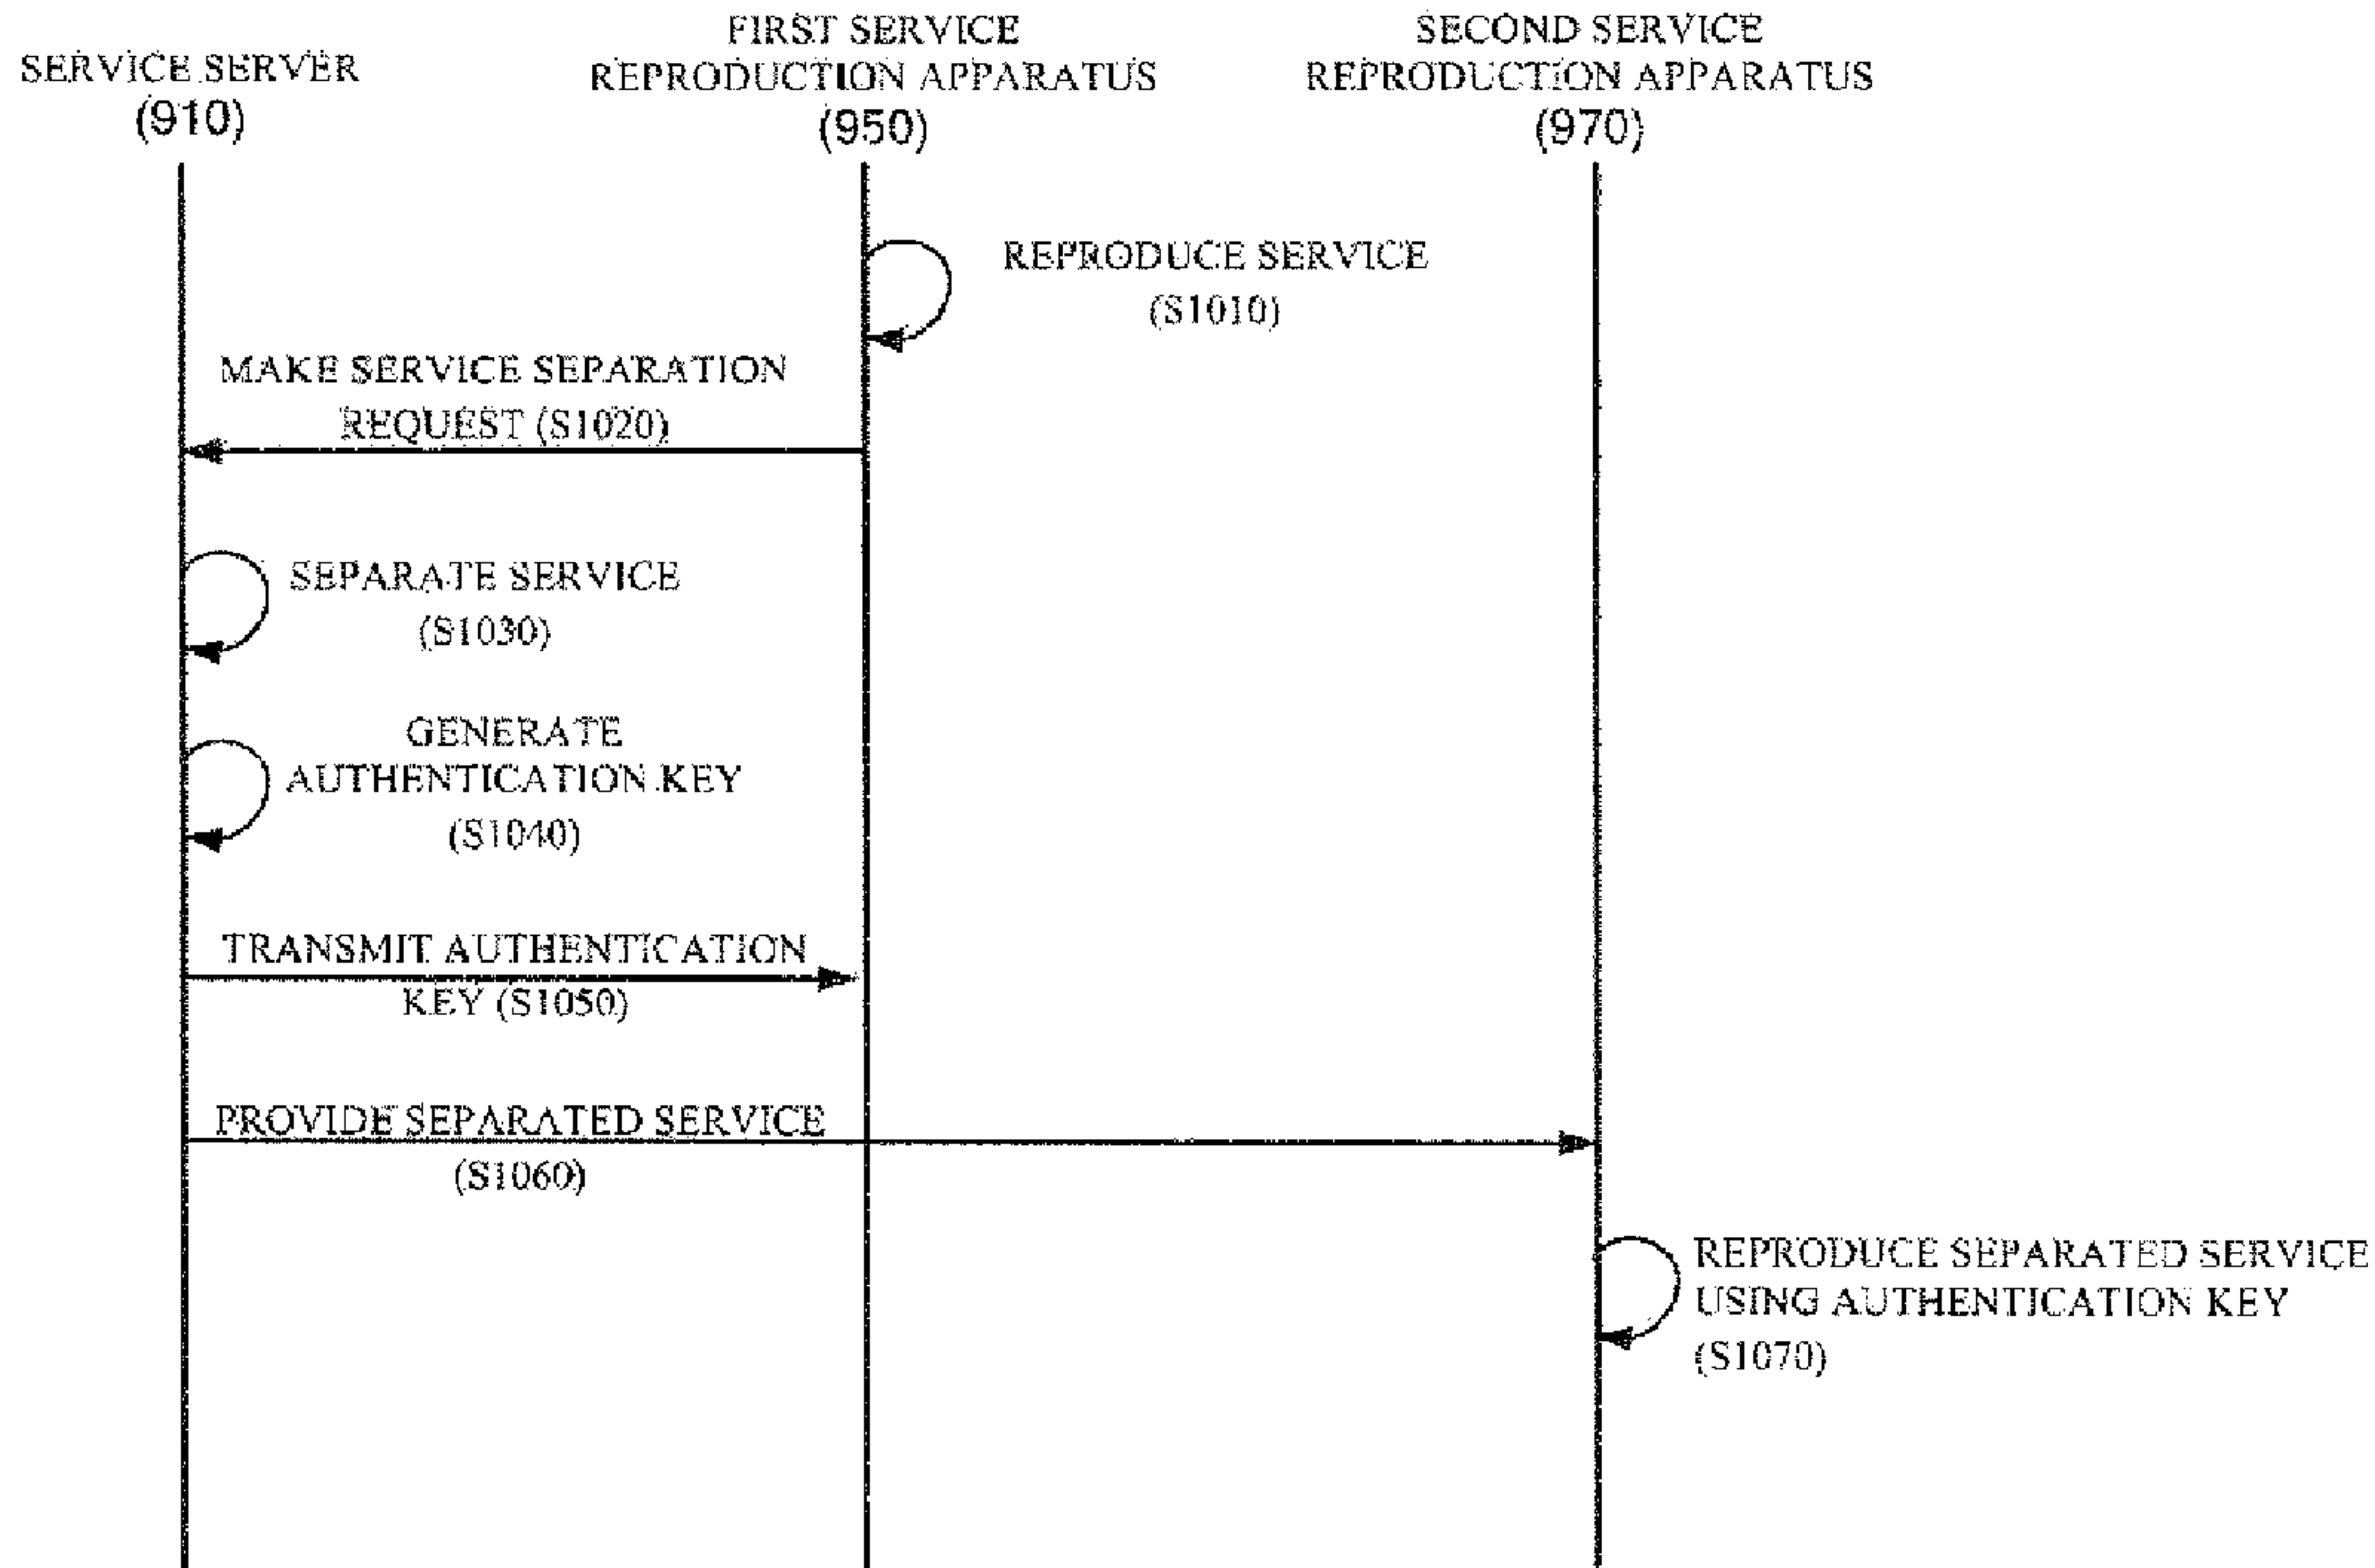 SERVICE SERVER
(910)
FIRST SERVICE
REPRODUCTION APPARATUS
(950)
SECOND SERVICE
REPRODUCTION APPARATUS
(970)
REPRODUCE SERVICE
(S1010)
MAKE SERVICE SEPARATION
REQUEST (S1020)
SEPARATE SERVICE
(S1030)
GENERATE
AUTHENTICATION KEY
(S1040)
TRANSMIT AUTHENTICATION
KEY (S1050)
PROVIDE SEPARATED SERVICE
(S1060)
REPRODUCE SEPARATED SERVICE
USING AUTHENTICATION KEY
(S1070)